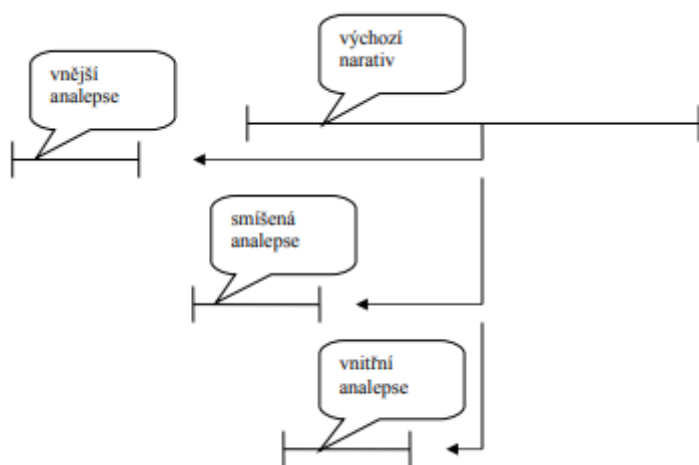 vnější
analepse
výchozí
narativ
smíšená
analepse
vnitřní
analepse